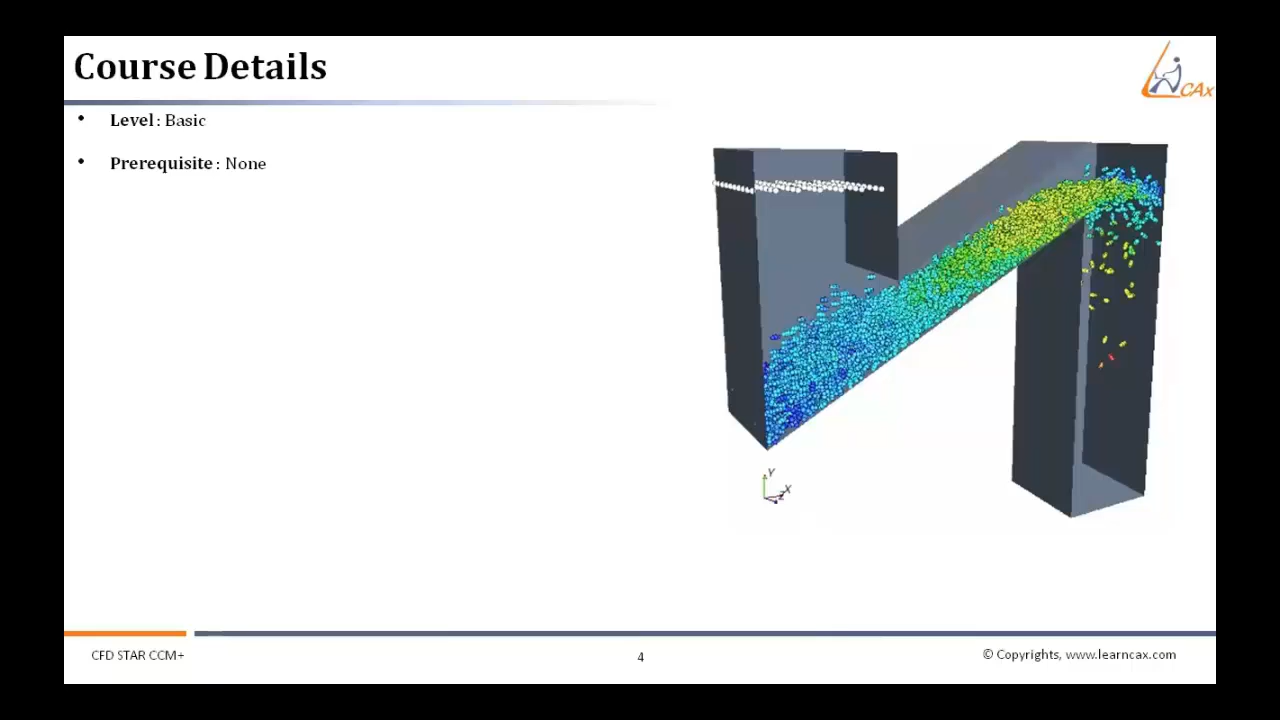 Course Details
CAx
• Level : Basic
• Prerequisite : None
Y
X
Z
CFD STAR CCM+
4
© Copyrights, www.learncax.com